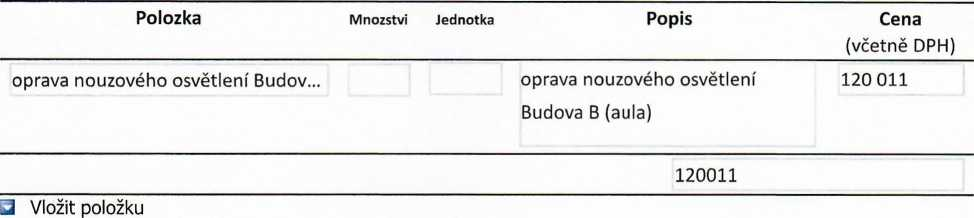 Polozka Mnozstvi Jednotka Popis Cena
(včetně DPH)
oprava nouzového osvětlení Budov... oprava nouzového osvětlení 120 011
Budova B (aula)
120011
Vložit položku